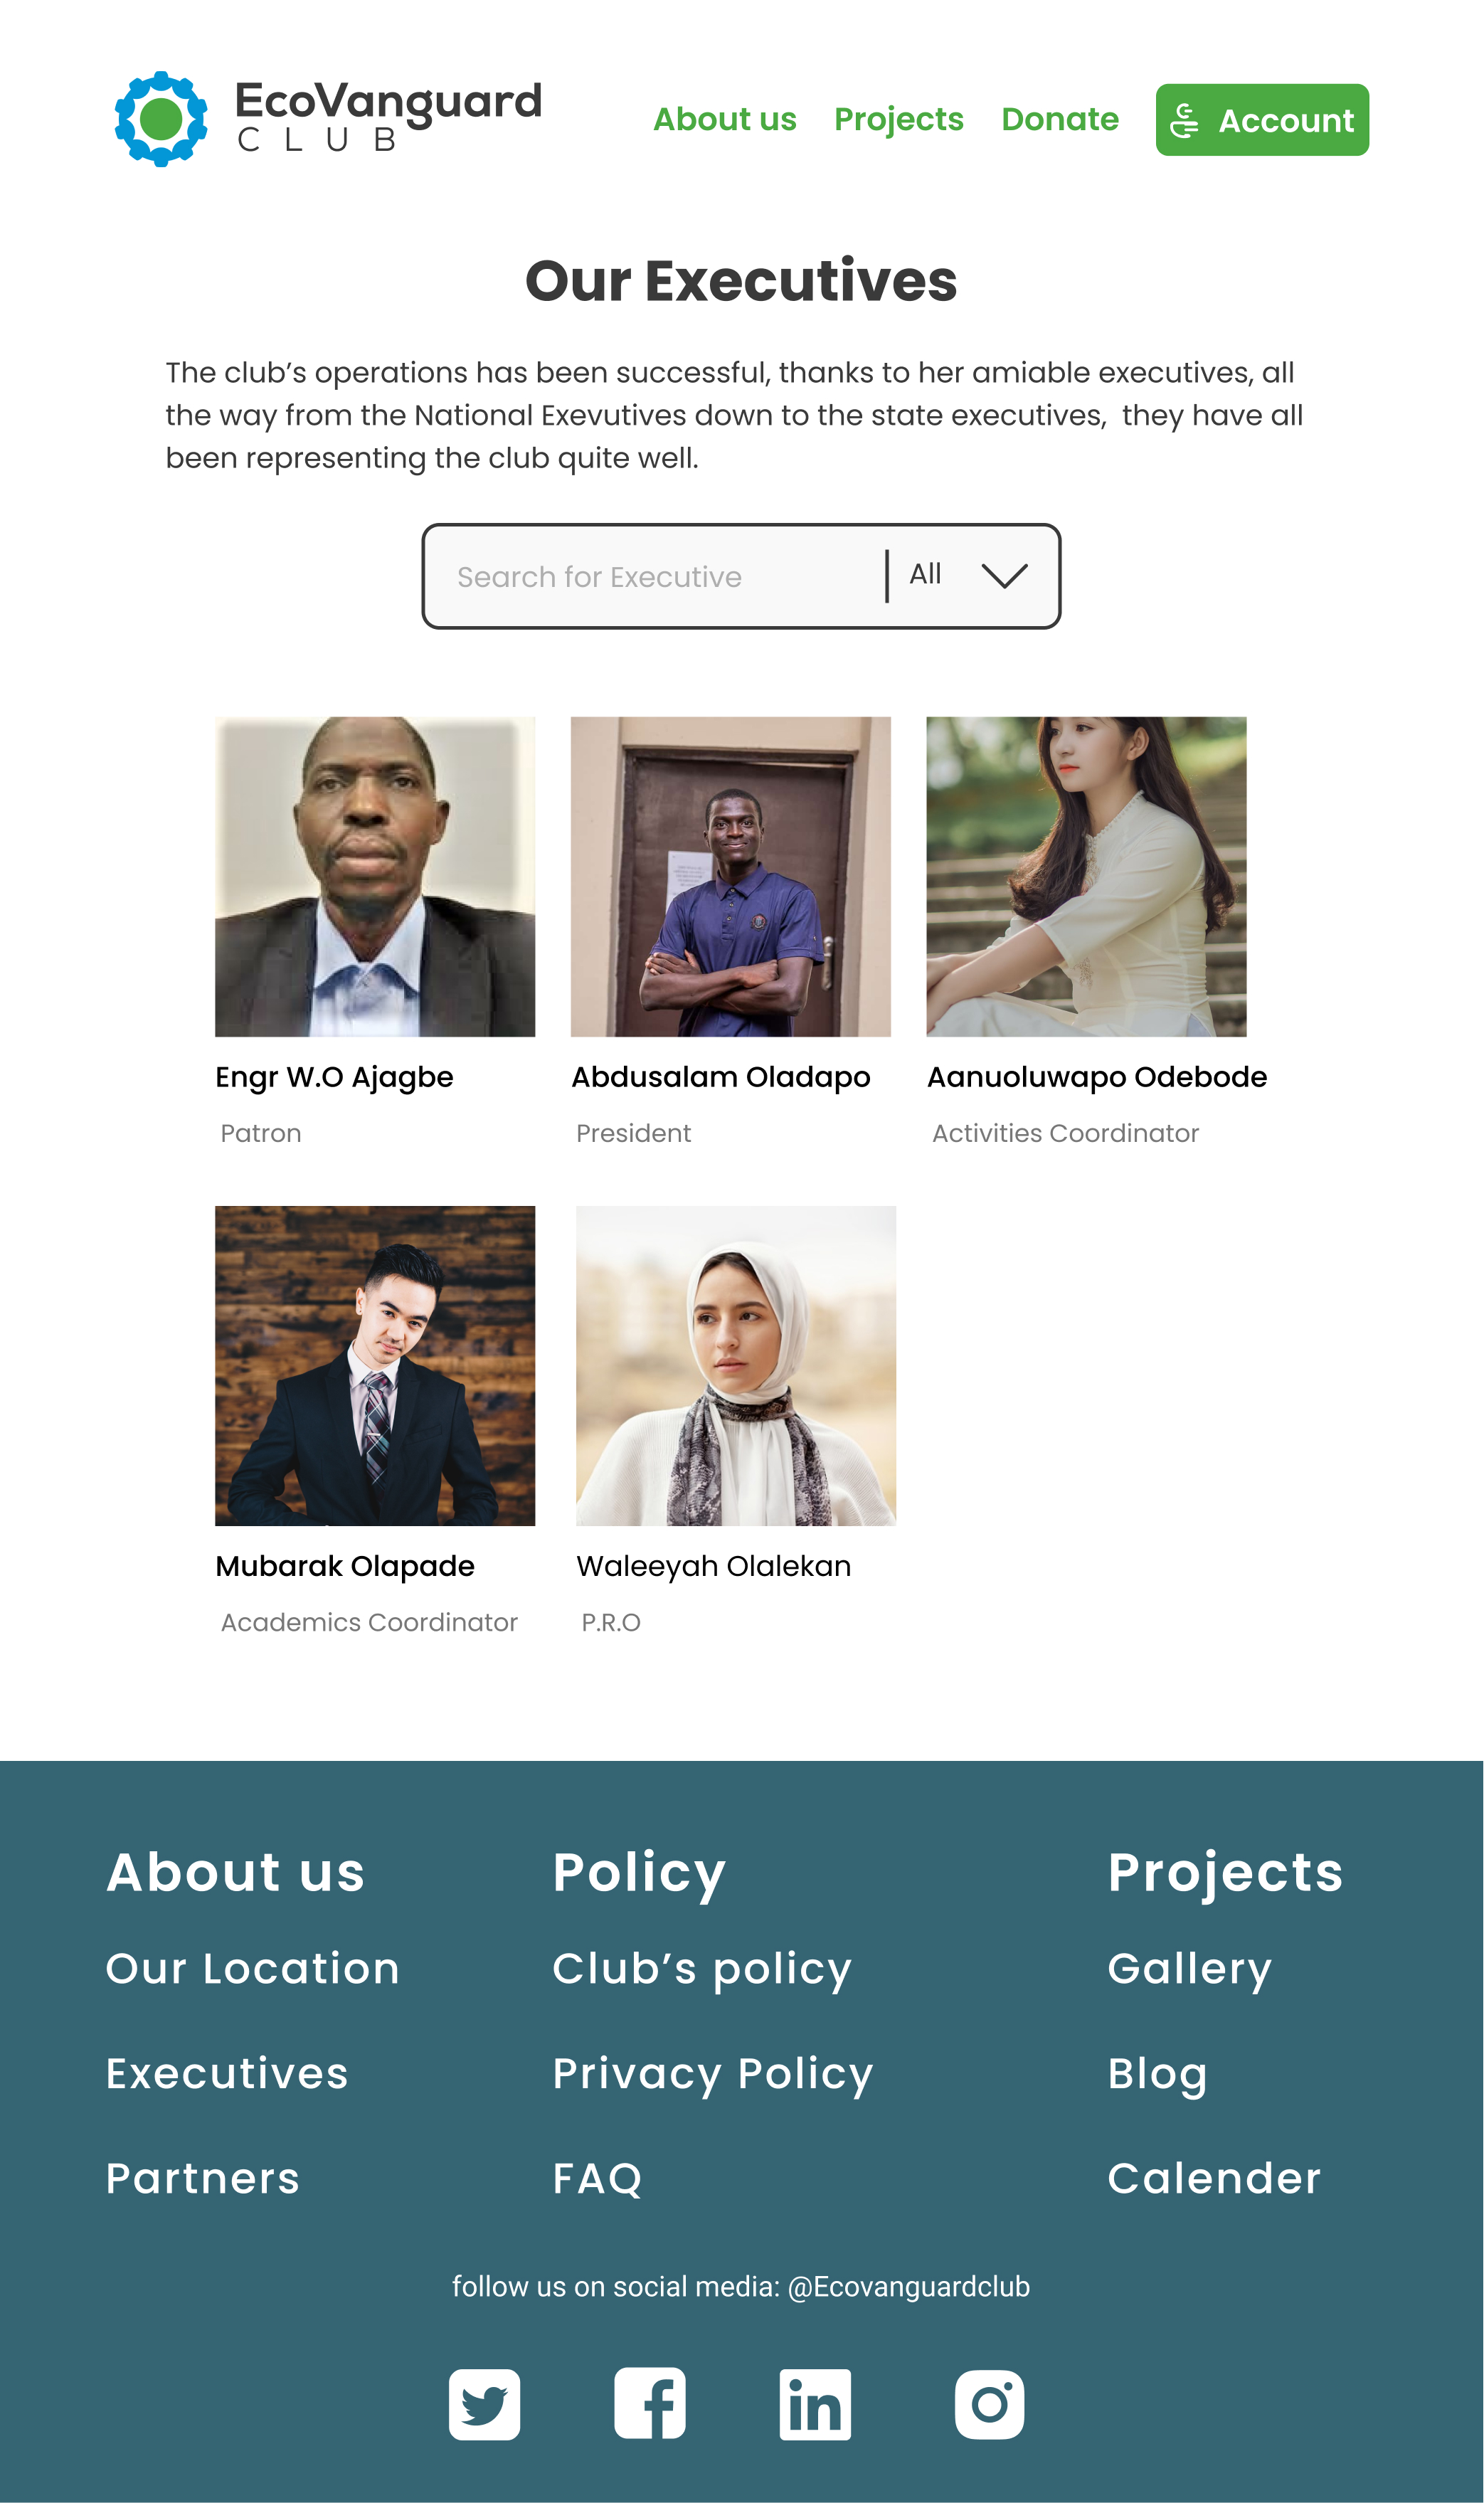 EcoVanguard
CLUB
About us
Projects
Donate
Account
Our Executives
The club’s operations has been successful, thanks to her amiable executives, all
the way from the National Exevutives down to the state executives,  they have all
been representing the club quite well.
Search for Executive
All
Engr W.O Ajagbe
Patron
Abdusalam Oladapo
President
Aanuoluwapo Odebode
Activities Coordinator
Mubarak Olapade
Academics Coordinator
Waleeyah Olalekan
P.R.O
About us
Our Location
Executives
Partners
Policy
Club’s policy
Privacy Policy
FAQ
Projects
Gallery
Blog
Calender
follow us on social media: @Ecovanguardclub